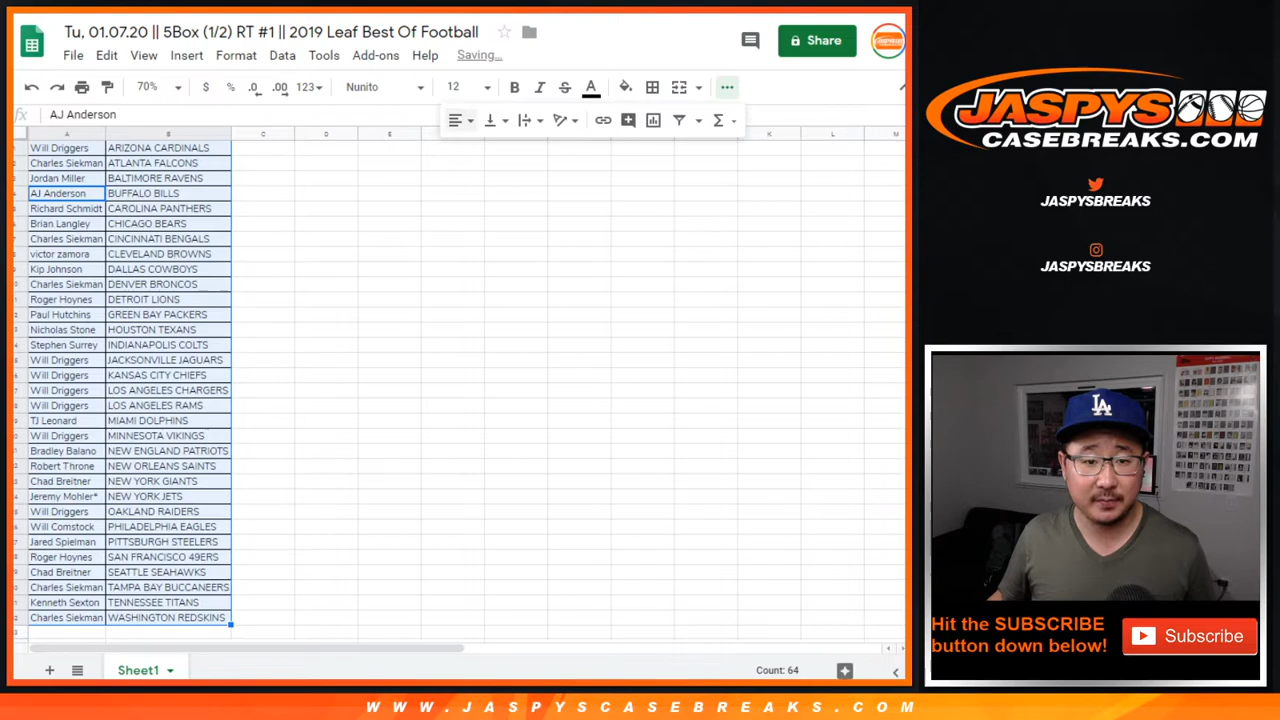 Tu, 01.07.20 || 5Box (1/2) RT #1 || 2019 Leaf Best Of Football
File Edit View Insert Format Data Tools Add-ons Help Saving...
Share
70% $ % .0 .00 123 Nunito 12 B I S A
fx AJ Anderson
A B C D E K L M
Will Driggers ARIZONA CARDINALS
Charles Siekman ATLANTA FALCONS
Jordan Miller BALTIMORE RAVENS
AJ Anderson BUFFALO BILLS
Richard Schmidt CAROLINA PANTHERS
Brian Langley CHICAGO BEARS
Charles Siekman CINCINNATI BENGALS
victor zamora CLEVELAND BROWNS
Kip Johnson DALLAS COWBOYS
Charles Siekman DENVER BRONCOS
Roger Hoynes DETROIT LIONS
Paul Hutchins GREEN BAY PACKERS
Nicholas Stone HOUSTON TEXANS
Stephen Surrey INDIANAPOLIS COLTS
Will Driggers JACKSONVILLE JAGUARS
Will Driggers KANSAS CITY CHIEFS
Will Driggers LOS ANGELES CHARGERS
Will Driggers LOS ANGELES RAMS
TJ Leonard MIAMI DOLPHINS
Will Driggers MINNESOTA VIKINGS
Bradley Balano NEW ENGLAND PATRIOTS
Robert Throne NEW ORLEANS SAINTS
Chad Breitner NEW YORK GIANTS
Jeremy Mohler* NEW YORK JETS
Will Driggers OAKLAND RAIDERS
Will Comstock PHILADELPHIA EAGLES
Jared Spielman PITTSBURGH STEELERS
Roger Hoynes SAN FRANCISCO 49ERS
Chad Breitner SEATTLE SEAHAWKS
Charles Siekman TAMPA BAY BUCCANEERS
Kenneth Sexton TENNESSEE TITANS
Charles Siekman WASHINGTON REDSKINS
Sheet1
Count: 64
JASPYS
CASEBREAKS.COM
JASPYSBREAKS
JASPYSBREAKS
LA
Hit the SUBSCRIBE
button down below!
Subscribe
WWW.JASPYSCASEBREAKS.COM